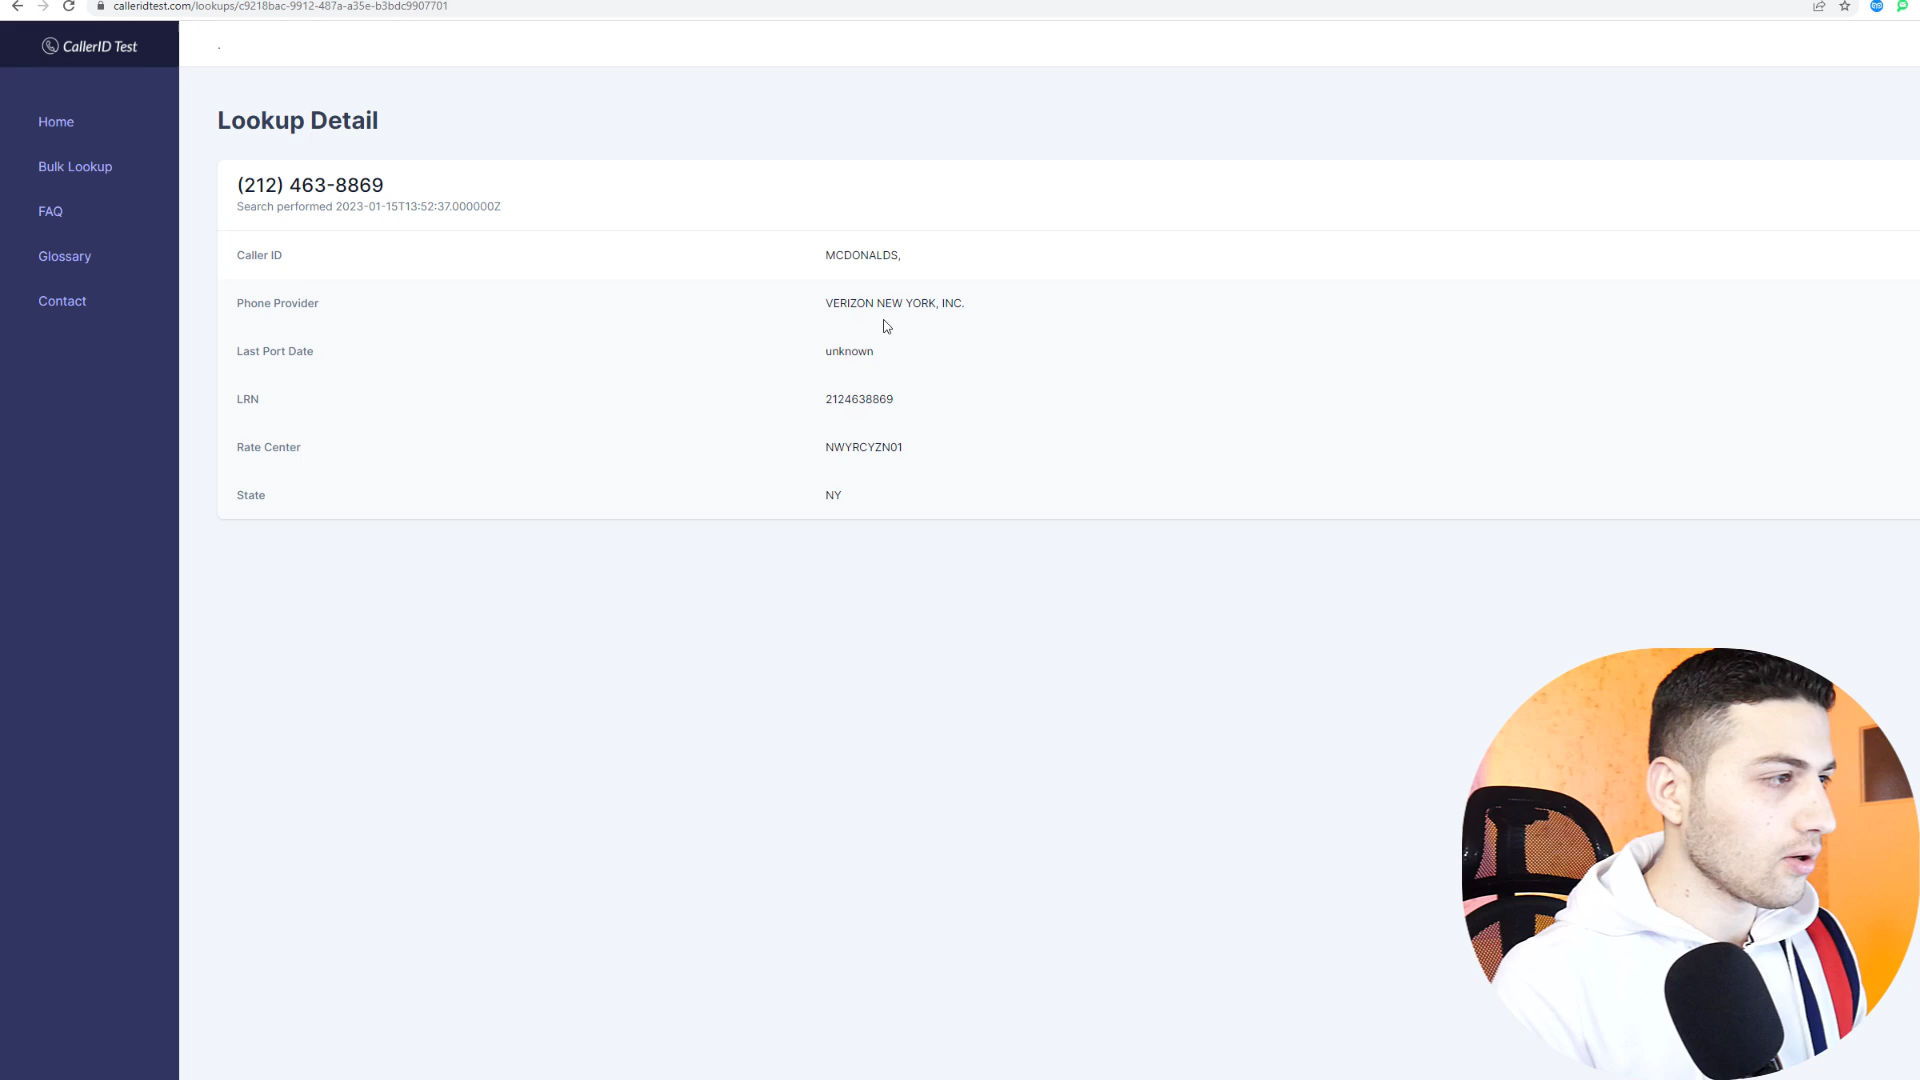 calleridtest.com/lookups/c9218bac-9912-487a-a35e-b3bdc9907701
CallerID Test
.
Home
Bulk Lookup
FAQ
Glossary
Contact
Lookup Detail
(212) 463-8869
Search performed 2023-01-15T13:52:37.000000Z
Caller ID MCDONALDS,
Phone Provider VERIZON NEW YORK, INC.
Last Port Date unknown
LRN 2124638869
Rate Center NWYRCYZN01
State NY